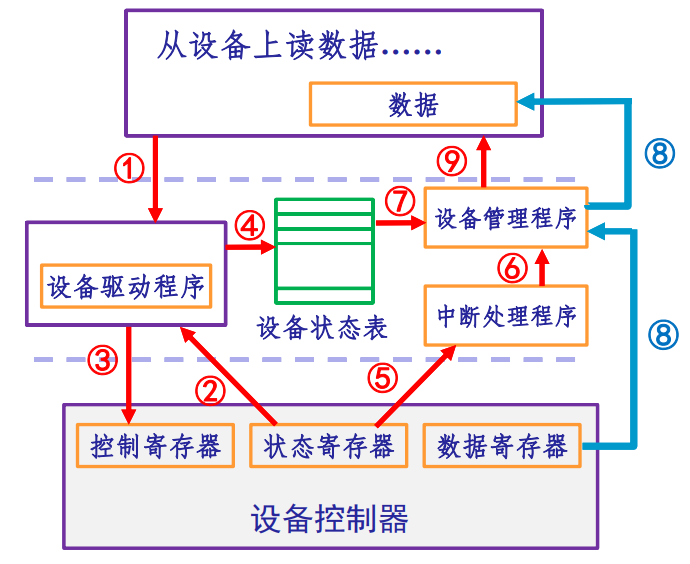 从设备上读数据……
数据
①
⑨
⑧
设备驱动程序
④
设备状态表
⑦
设备管理程序
⑥
中断处理程序
⑧
③
②
⑤
控制寄存器
状态寄存器
数据寄存器
设备控制器